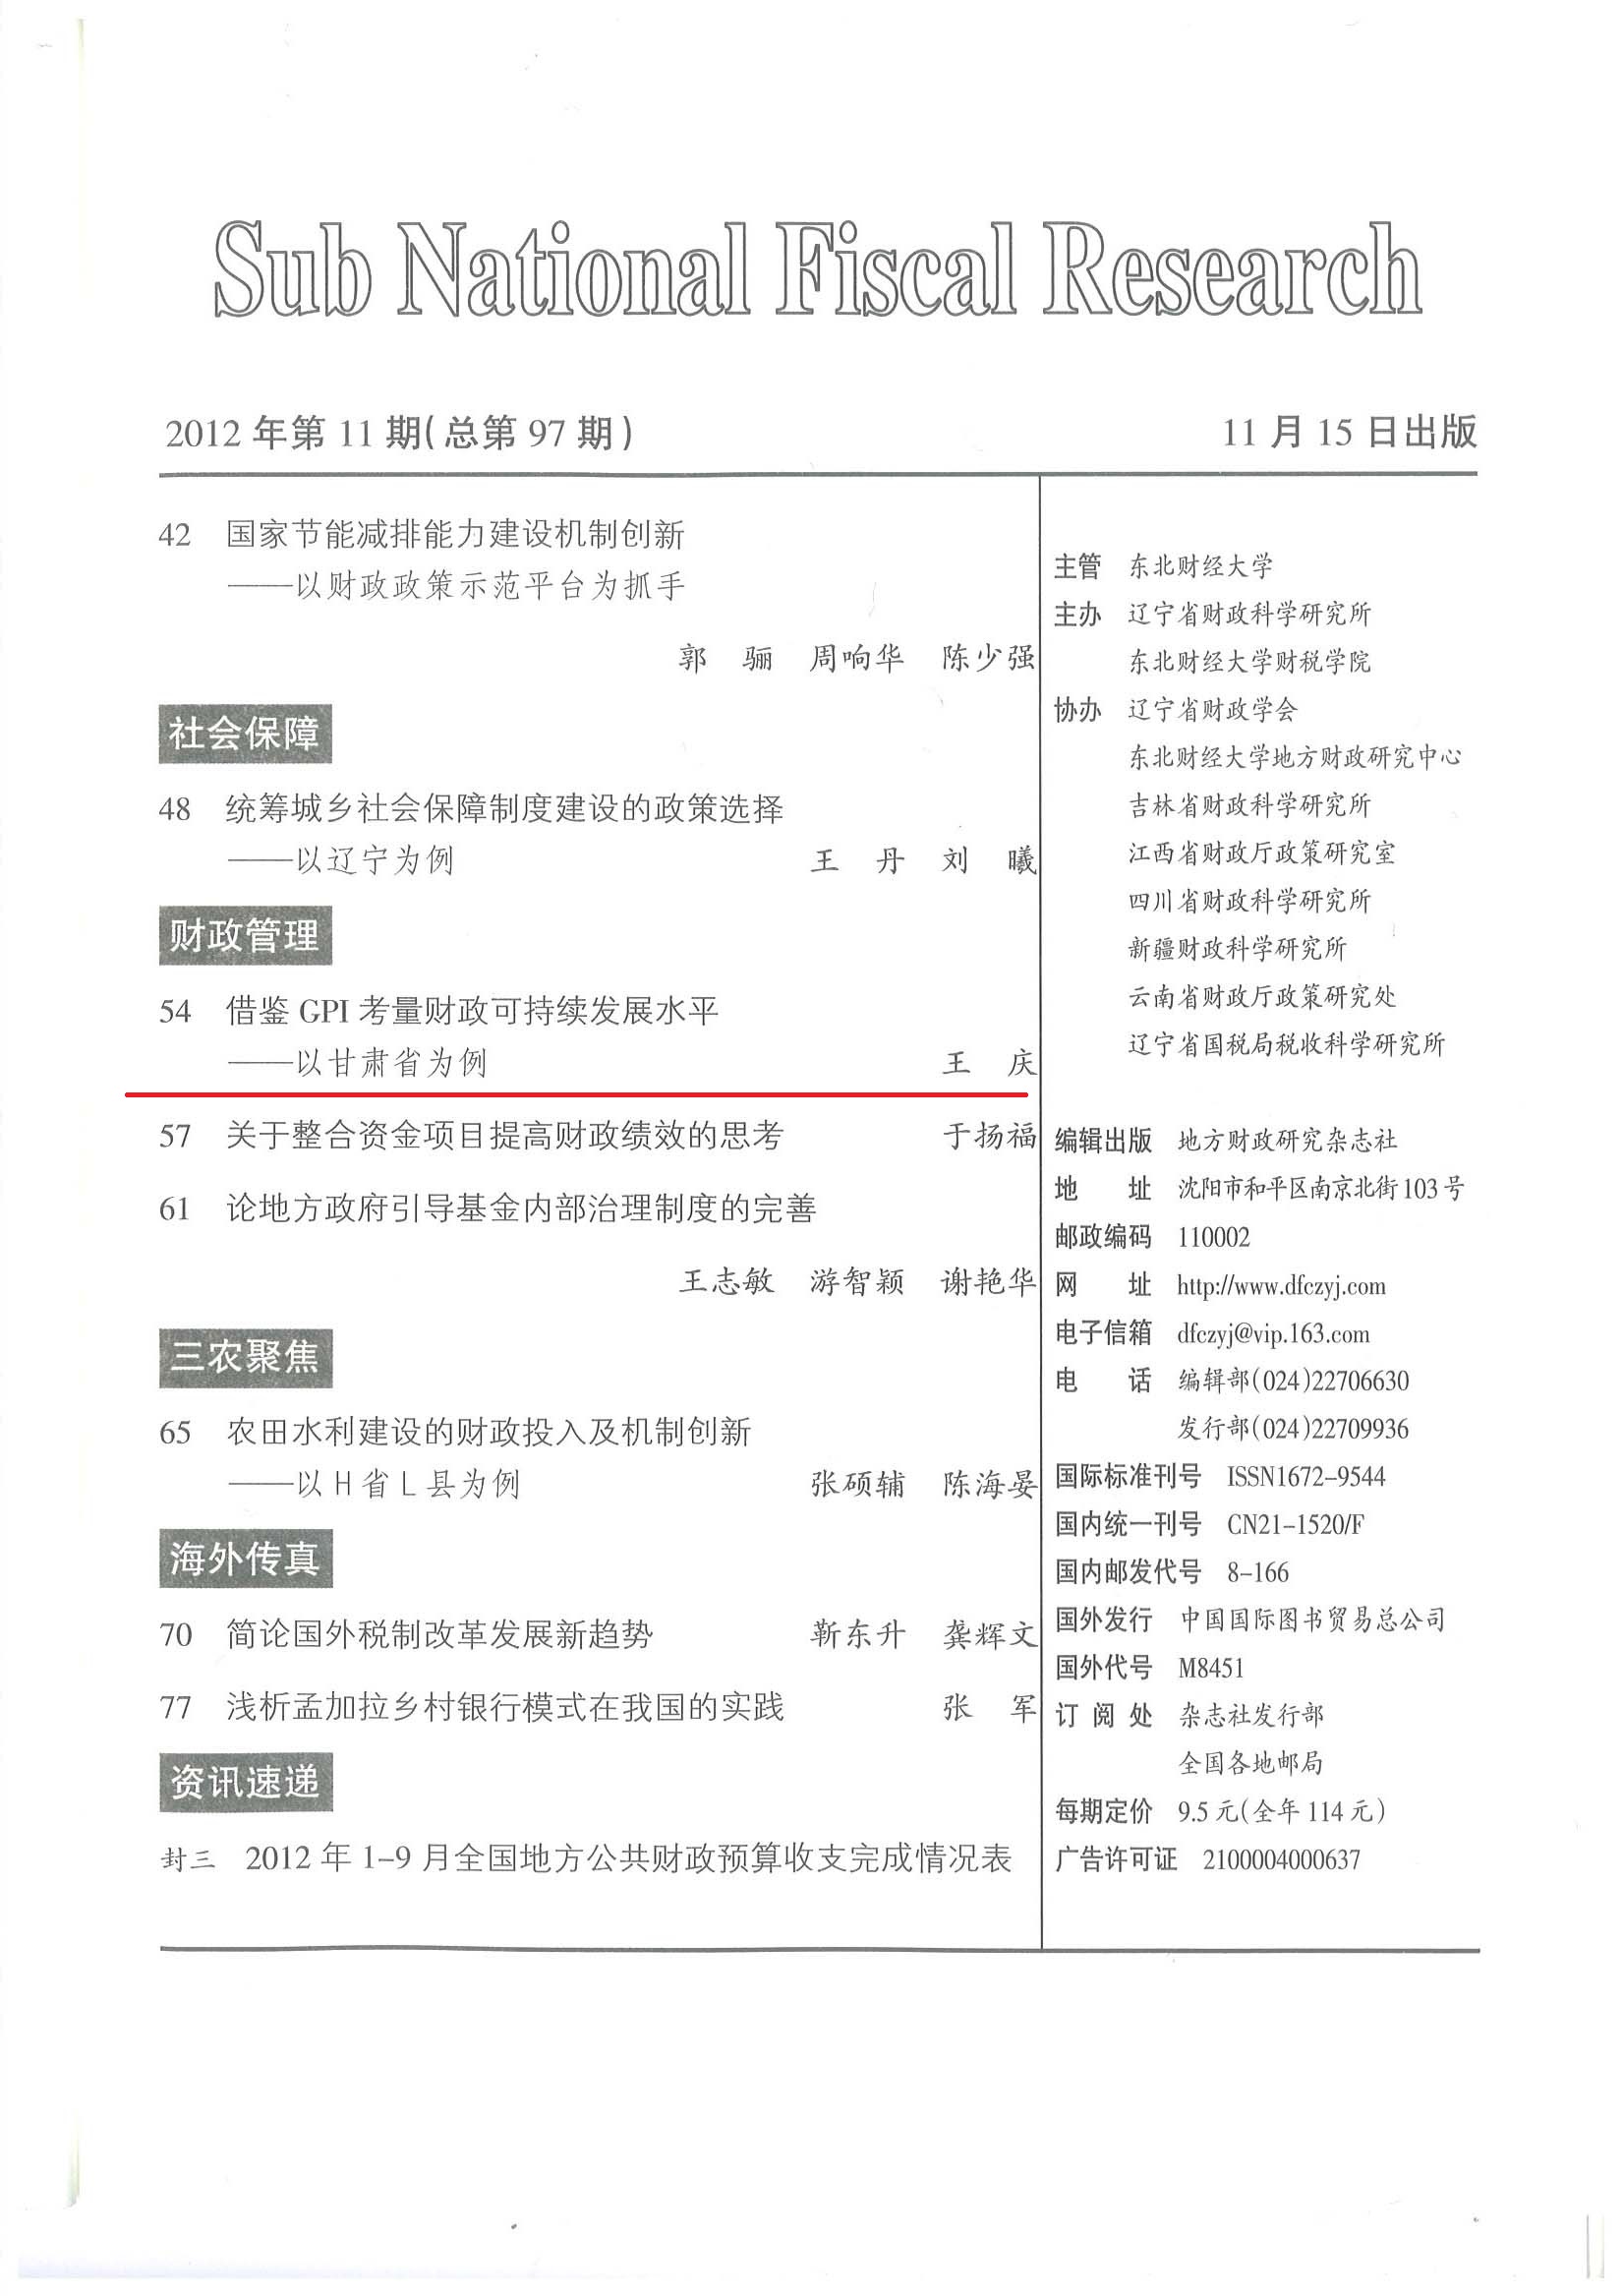 Sub National Fiscal Research
2012 年第 11 期(总第 97 期)
11 月 15 日出版
42 国家节能减排能力建设机制创新
——以财政政策示范平台为抓手
郭 骊 周响华 陈少强
社会保障
48 统筹城乡社会保障制度建设的政策选择
——以辽宁为例 王 丹 刘 曦
财政管理
54 借鉴 GPI 考量财政可持续发展水平
——以甘肃省为例 王 庆
57 关于整合资金项目提高财政绩效的思考 于扬福
61 论地方政府引导基金内部治理制度的完善
王志敏 游智颖 谢艳华
三农聚焦
65 农田水利建设的财政投入及机制创新
——以 H 省 L 县为例 张硕辅 陈海晏
海外传真
70 简论国外税制改革发展新趋势 靳东升 龚辉文
77 浅析孟加拉乡村银行模式在我国的实践 张 军
资讯速递
封三 2012 年 1-9 月全国地方公共财政预算收支完成情况表
主管 东北财经大学
主办 辽宁省财政科学研究所
东北财经大学财税学院
协办 辽宁省财政学会
东北财经大学地方财政研究中心
吉林省财政科学研究所
江西省财政厅政策研究室
四川省财政科学研究所
新疆财政科学研究所
云南省财政厅政策研究处
辽宁省国税局税收科学研究所
编辑出版 地方财政研究杂志社
地 址 沈阳市和平区南京北街 103 号
邮政编码 110002
网 址 http://www.dfczyj.com
电子信箱 dfczyj@vip.163.com
电 话 编辑部(024)22706630
发行部(024)22709936
国际标准刊号 ISSN1672-9544
国内统一刊号 CN21-1520/F
国内邮发代号 8-166
国外发行 中国国际图书贸易总公司
国外代号 M8451
订 阅 处 杂志社发行部
全国各地邮局
每期定价 9.5 元(全年 114 元)
广告许可证 2100004000637